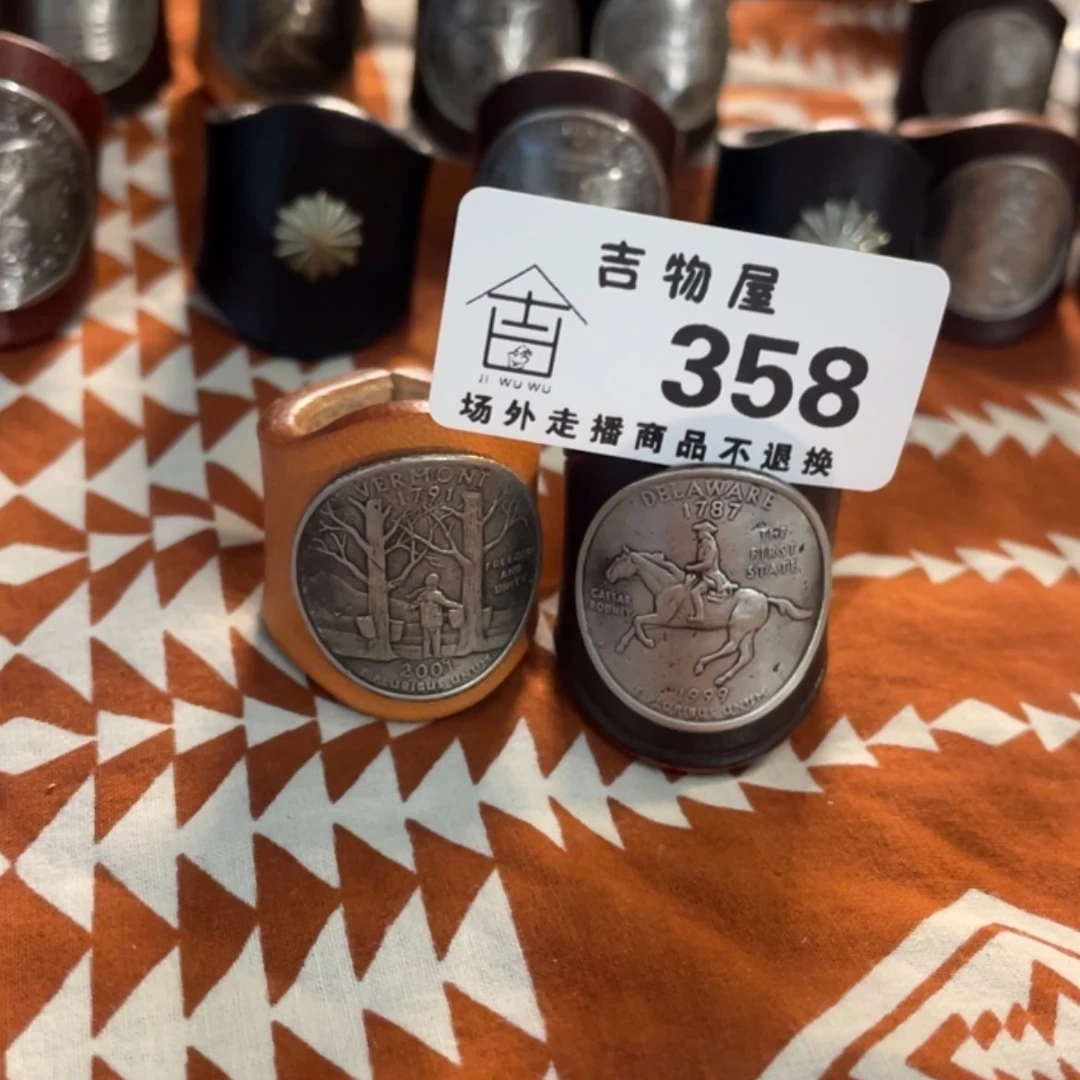 吉物屋
JI WU WU
358
场外走播商品不退换
VERMONT
1791
FREEDOM
AND
UNITY
2001
E PLURIBUS UNUM
DELAWARE
1787
THE
FIRST
STATE
CAESAR
RODNEY
1999
E PLURIBUS UNUM